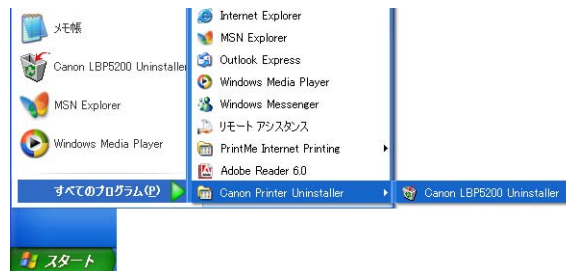 メモ帳
Canon LBP5200 Uninstaller
MSN Explorer
Windows Media Player
すべてのプログラム(P)
スタート
Internet Explorer
MSN Explorer
Outlook Express
Windows Media Player
Windows Messenger
リモート アシスタンス
PrintMe Internet Printing
Adobe Reader 6.0
Canon Printer Uninstaller
Canon LBP5200 Uninstaller